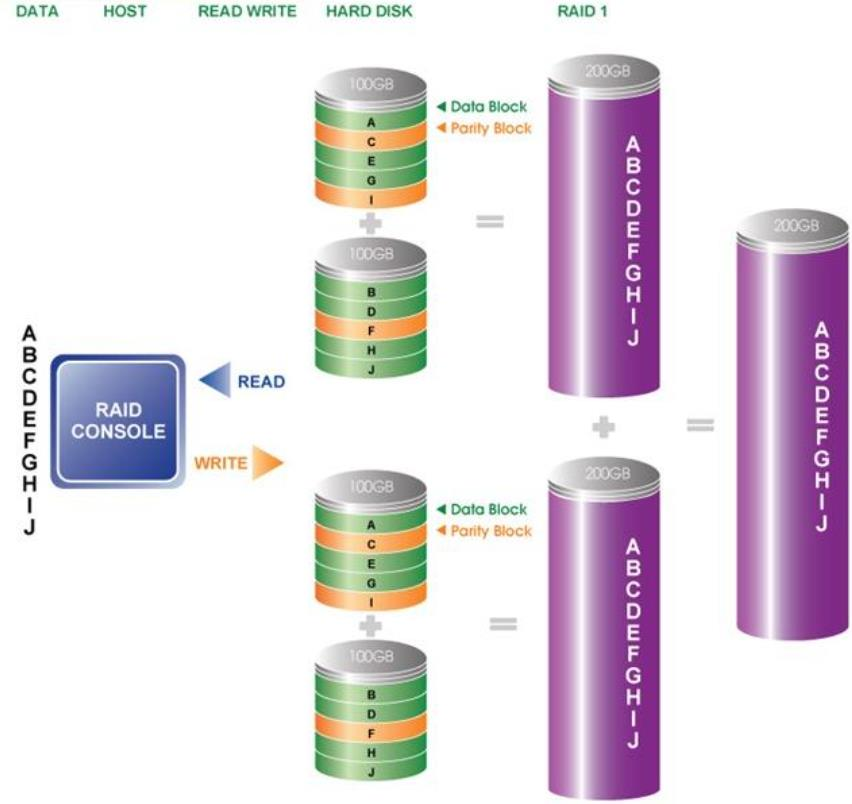 DATA HOST READ WRITE HARD DISK RAID 1
100GB
A
C
E
G
I
Data Block
Parity Block
100GB
B
D
F
H
J
200GB
A
B
C
D
E
F
G
H
I
J
200GB
A
B
C
D
E
F
G
H
I
J
A
B
C
D
E
F
G
H
I
J
RAID
CONSOLE
READ
WRITE
100GB
A
C
E
G
I
Data Block
Parity Block
100GB
B
D
F
H
J
200GB
A
B
C
D
E
F
G
H
I
J